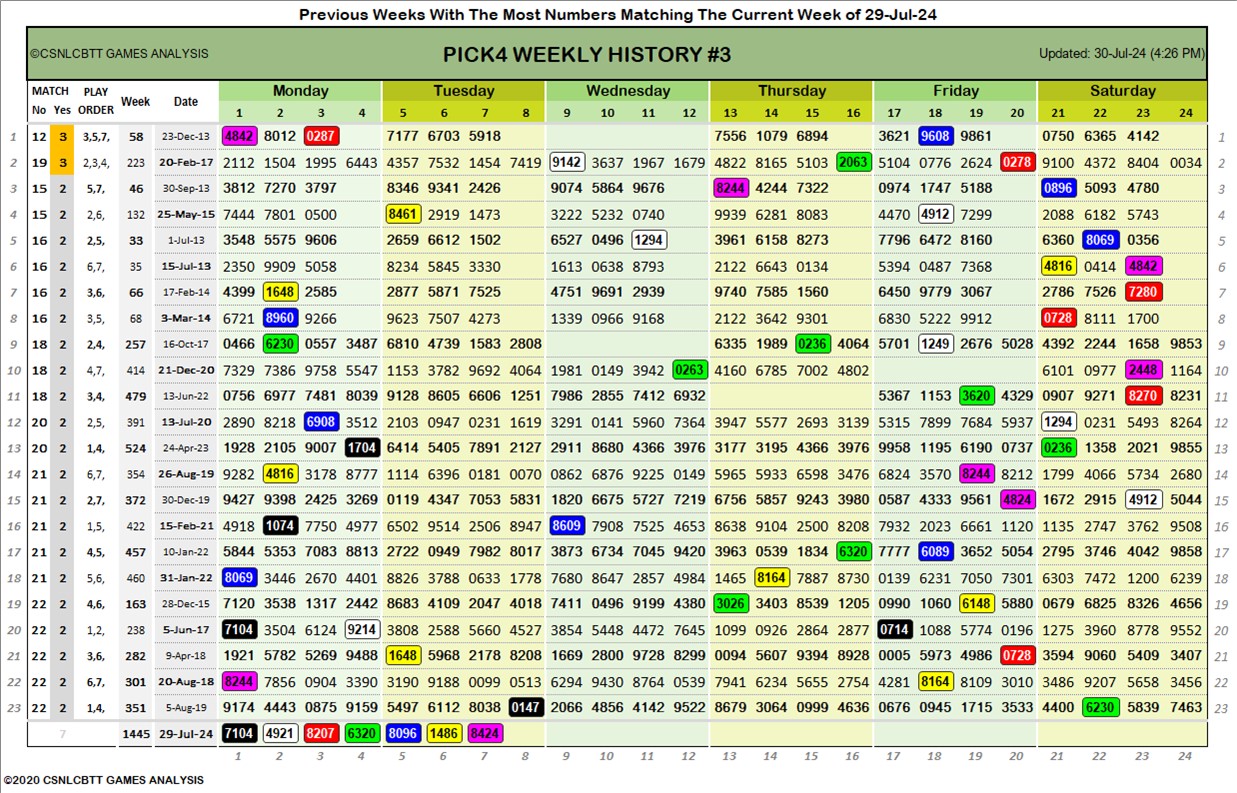 Previous Weeks With The Most Numbers Matching The Current Week of 29-Jul-24
©CSNLCBTT GAMES ANALYSIS PICK4 WEEKLY HISTORY #3 Updated: 30-Jul-24 (4:26 PM)
MATCH PLAY Week Date Monday Tuesday Wednesday Thursday Friday Saturday
No Yes ORDER 1 2 3 4 5 6 7 8 9 10 11 12 13 14 15 16 17 18 19 20 21 22 23 24
1 12 3 3,5,7, 58 23-Dec-13 4842 8012 0287 7177 6703 5918 7556 1079 6894 3621 9608 9861 0750 6365 4142 1
2 19 3 2,3,4, 223 20-Feb-17 2112 1504 1995 6443 4357 7532 1454 7419 9142 3637 1967 1679 4822 8165 5103 2063 5104 0776 2624 0278 9100 4372 8404 0034 2
3 15 2 5,7, 46 30-Sep-13 3812 7270 3797 8346 9341 2426 9074 5864 9676 8244 4244 7322 0974 1747 5188 0896 5093 4780 3
4 15 2 2,6, 132 25-May-15 7444 7801 0500 8461 2919 1473 3222 5232 0740 9939 6281 8083 4470 4912 7299 2088 6182 5743 4
5 16 2 2,5, 33 1-Jul-13 3548 5575 9606 2659 6612 1502 6527 0496 1294 3961 6158 8273 7796 6472 8160 6360 8069 0356 5
6 16 2 6,7, 35 15-Jul-13 2350 9909 5058 8234 5845 3330 1613 0638 8793 2122 6643 0134 5394 0487 7368 4816 0414 4842 6
7 16 2 3,6, 66 17-Feb-14 4399 1648 2585 2877 2671 7525 4751 9691 2939 9740 7585 1560 6450 9779 3067 2786 7526 7280 7
8 16 2 3,5, 68 3-Mar-14 6721 8960 9266 9623 7507 4273 1339 0966 9168 2122 3642 9301 6830 5222 9912 0728 8111 1700 8
9 18 2 2,4, 257 16-Oct-17 0466 6230 0557 3487 6810 4739 1583 2808 6335 1989 0236 4064 5701 1249 2676 5028 4392 2244 1658 9853 9
10 18 2 4,7, 414 21-Dec-20 7329 7386 9758 5547 1153 3782 9692 4064 1981 0149 3942 0263 4160 6785 7002 4802 6101 0977 2448 1164 10
11 18 2 3,4, 479 13-Jun-22 0756 6977 7481 8039 9128 8605 6606 1251 7986 2855 7412 6932 5367 1153 3620 4329 0907 9271 8270 8231 11
12 20 2 2,5, 391 13-Jul-20 2890 8218 6908 3512 2103 0947 0231 1619 3291 0141 5960 7364 3947 5577 2693 3139 5315 7899 7684 5937 1294 0231 5493 8264 12
13 20 2 1,4, 524 24-Apr-23 1928 2105 9007 1704 6414 5405 7891 2127 2911 8680 4366 3976 3177 3195 4366 3976 9958 1195 6190 0737 0236 1358 2021 9855 13
14 21 2 6,7, 354 26-Aug-19 9282 4816 3178 8777 1114 6396 0181 0070 0862 6876 9225 0149 5965 5933 6598 3476 6824 3570 8244 8212 1799 4066 5734 2680 14
15 21 2 2,7, 372 30-Dec-19 9427 9398 2425 3269 0119 4347 7053 5831 1820 6675 5727 7219 6756 5857 9243 3980 0587 4333 9561 4824 1672 2915 4912 5044 15
16 21 2 1,5, 422 15-Feb-21 4918 1074 7750 4977 6502 9514 2506 8947 8609 7908 7525 4653 8638 9104 2500 8208 7932 2023 6661 1120 1135 2747 3762 9508 16
17 21 2 4,5, 457 10-Jan-22 5844 5353 7083 8813 2722 0949 7982 8017 3873 6734 7045 9420 3963 0539 1834 6320 7777 6089 3652 5054 2795 3746 4042 9858 17
18 21 2 5,6, 460 31-Jan-22 8069 3446 2670 4401 8826 3788 0633 1778 7680 8647 2857 4984 1465 8164 7887 8730 0139 6231 7050 7301 6303 7472 1200 6239 18
19 22 2 4,6, 163 28-Dec-15 7120 3538 1317 2442 8683 4109 2047 4018 7411 0496 9199 4380 3026 3403 8539 1205 0990 1060 6148 5880 0679 6825 8326 4656 19
20 22 2 1,2, 238 5-Jun-17 7104 3504 6124 9214 3808 2588 5660 4527 3854 5448 4472 7645 1099 0926 2864 2877 0714 1088 5774 0196 1275 3960 8778 9552 20
21 22 2 3,6, 282 9-Apr-18 1921 5782 5269 9488 1648 5968 2178 8208 1669 2800 9728 8299 0094 5607 9394 8928 0005 5973 4986 0728 3594 9060 5409 3407 21
22 22 2 6,7, 301 20-Aug-18 8244 7856 0904 3390 3190 9188 0099 0513 6294 9430 8764 0539 7941 6234 5655 2754 4281 8164 8109 3010 3486 9207 5658 3456 22
23 22 2 1,4, 351 5-Aug-19 9174 4443 0875 9159 5497 6112 8038 0147 2066 4856 4142 9522 8679 3064 0999 4636 0676 0945 1715 3533 4400 6230 5839 7463 23
7 1445 29-Jul-24 7104 4921 8207 6320 8096 1486 8424
1 2 3 4 5 6 7 8 9 10 11 12 13 14 15 16 17 18 19 20 21 22 23 24
©2020 CSNLCBTT GAMES ANALYSIS